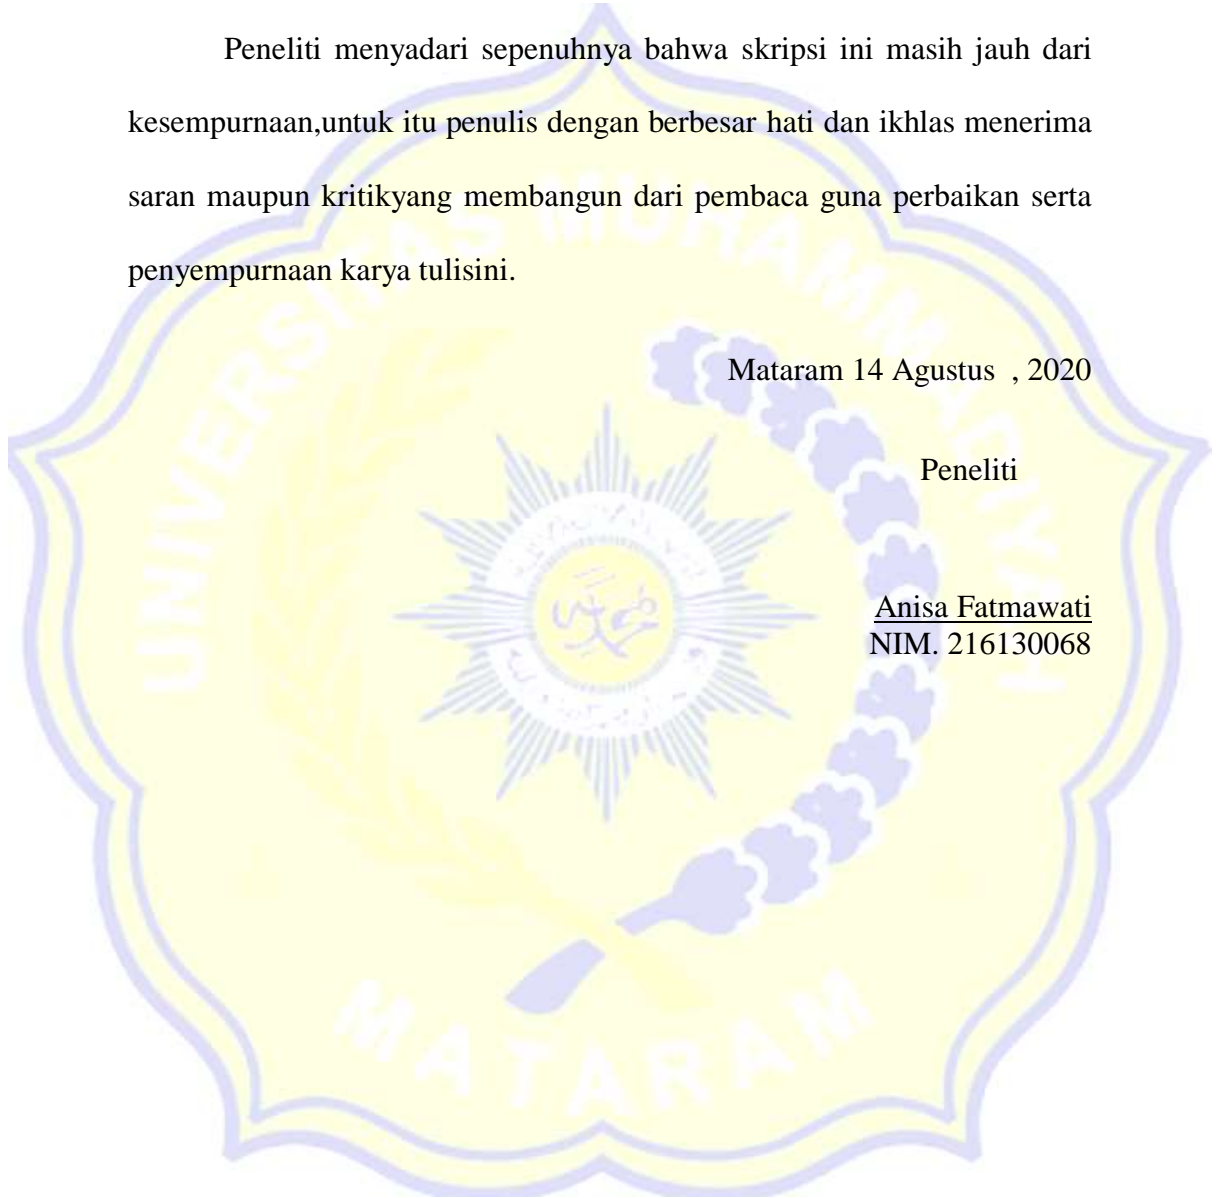 Peneliti menyadari sepenuhnya bahwa skripsi ini masih jauh dari
kesempurnaan,untuk itu penulis dengan berbesar hati dan ikhlas menerima
saran maupun kritikyang membangun dari pembaca guna perbaikan serta
penyempurnaan karya tulisini.
Mataram 14 Agustus , 2020
Peneliti
Anisa Fatmawati
NIM. 216130068
UNIVERSITAS MUHAMMADIYAH
MATARAM